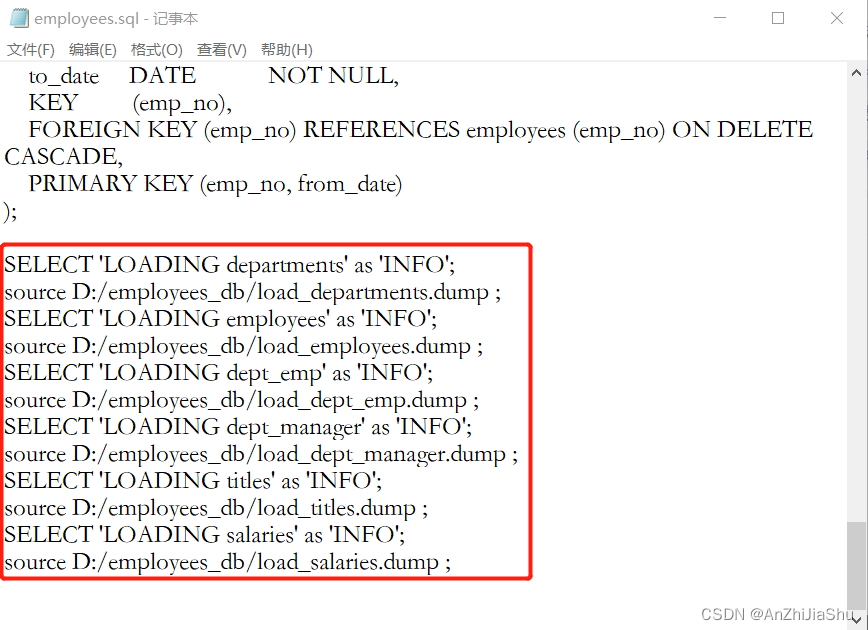 employees.sql - 记事本
文件(F) 编辑(E) 格式(O) 查看(V) 帮助(H)
to_date DATE NOT NULL,
KEY (emp_no),
FOREIGN KEY (emp_no) REFERENCES employees (emp_no) ON DELETE
CASCADE,
PRIMARY KEY (emp_no, from_date)
);
SELECT 'LOADING departments' as 'INFO';
source D:/employees_db/load_departments.dump ;
SELECT 'LOADING employees' as 'INFO';
source D:/employees_db/load_employees.dump ;
SELECT 'LOADING dept_emp' as 'INFO';
source D:/employees_db/load_dept_emp.dump ;
SELECT 'LOADING dept_manager' as 'INFO';
source D:/employees_db/load_dept_manager.dump ;
SELECT 'LOADING titles' as 'INFO';
source D:/employees_db/load_titles.dump ;
SELECT 'LOADING salaries' as 'INFO';
source D:/employees_db/load_salaries.dump ;
CSDN @AnZhiJiaShu